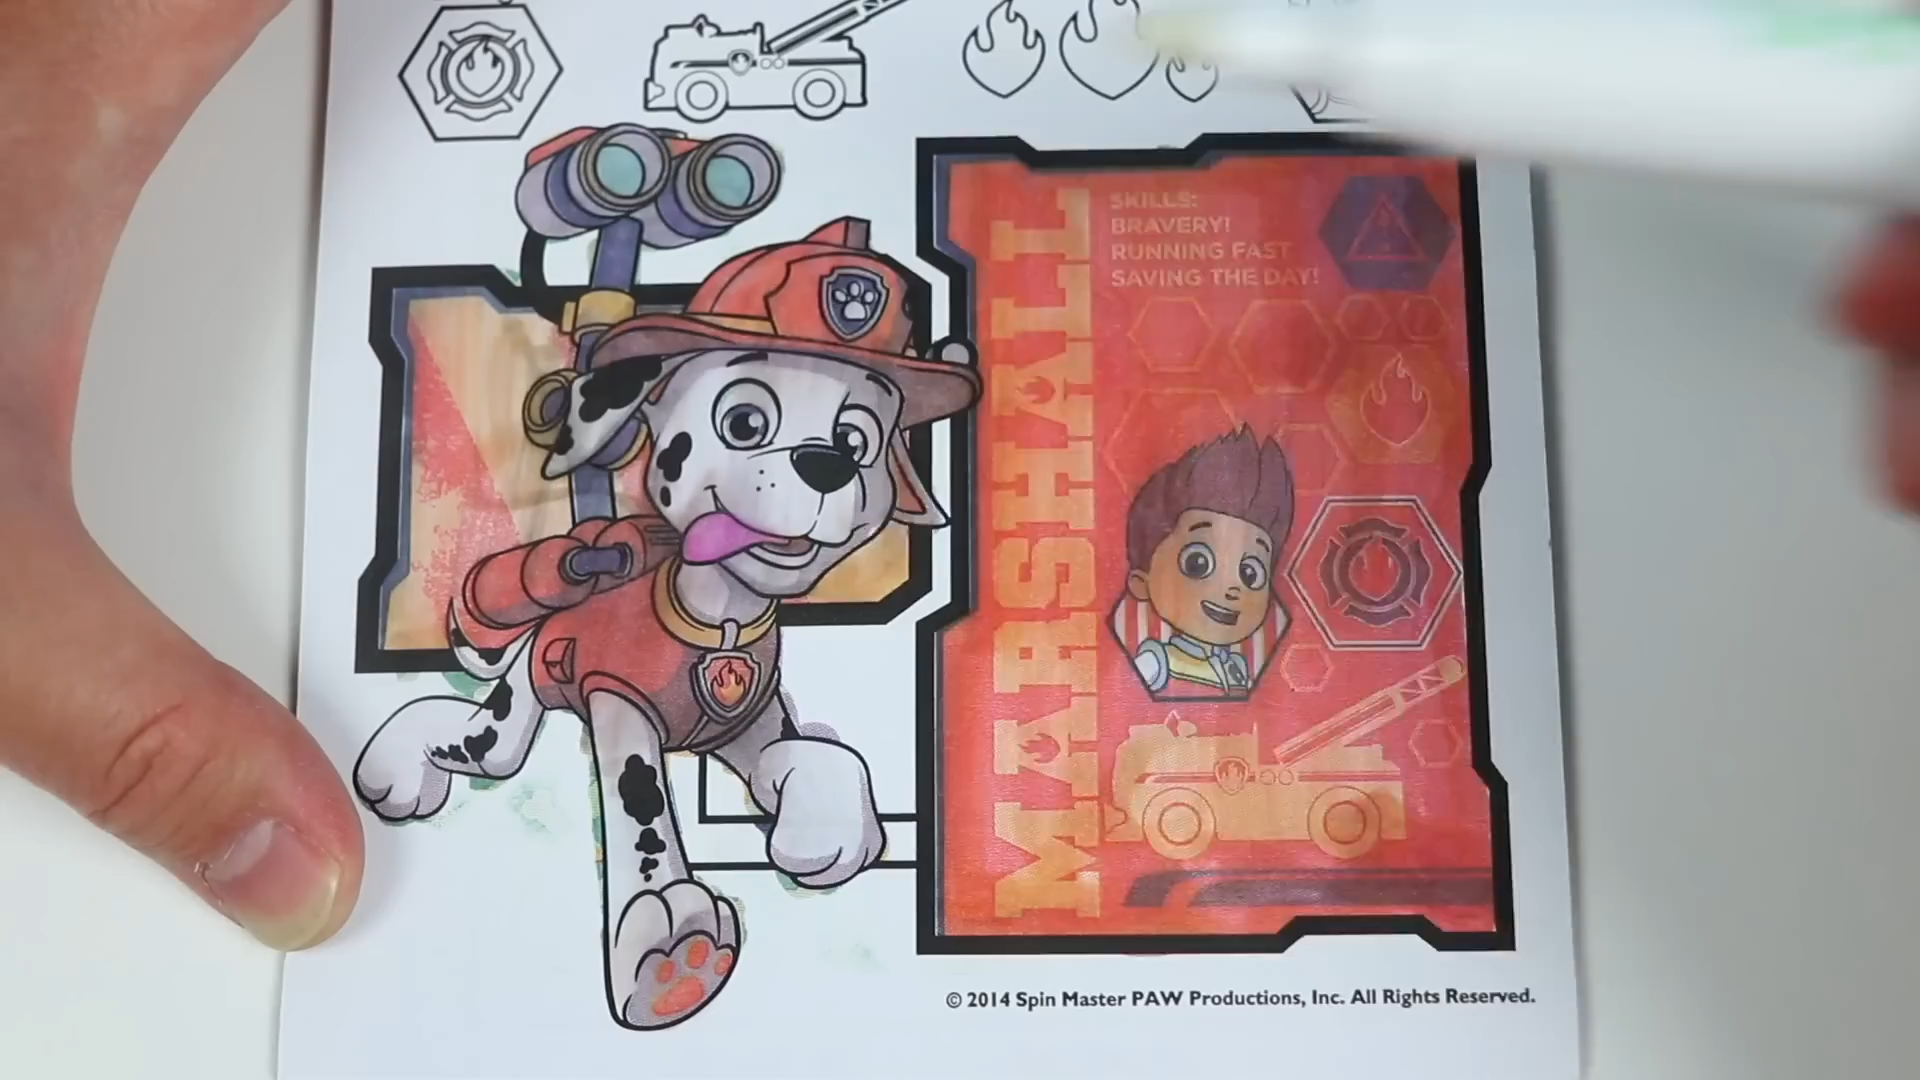 SKILLS:
BRAVERY!
RUNNING FAST
SAVING THE DAY!
MARSHALL
© 2014 Spin Master PAW Productions, Inc. All Rights Reserved.